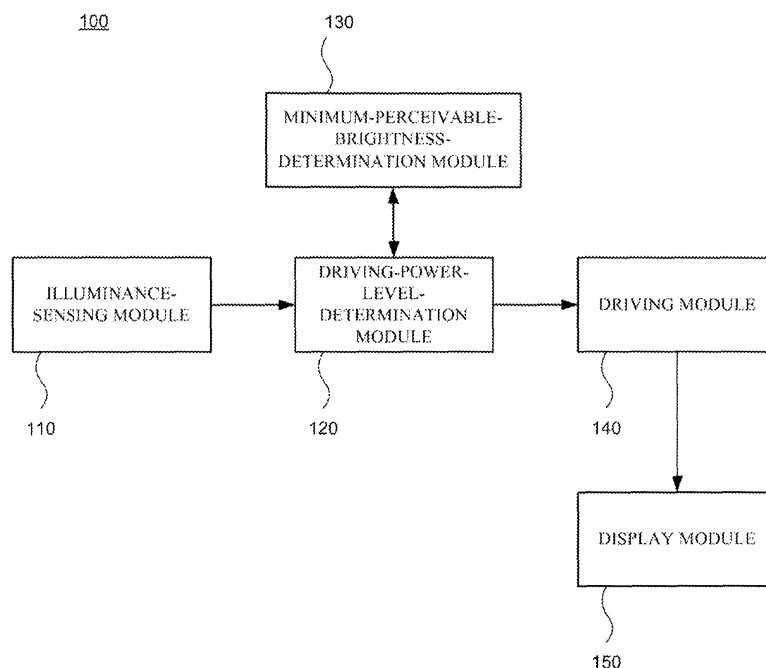 100
130
MINIMUM-PERCEIVABLE-
BRIGHTNESS-
DETERMINATION MODULE
ILLUMINANCE-
SENSING MODULE
DRIVING-POWER-
LEVEL-
DETERMINATION
MODULE
DRIVING MODULE
110
120
140
DISPLAY MODULE
150